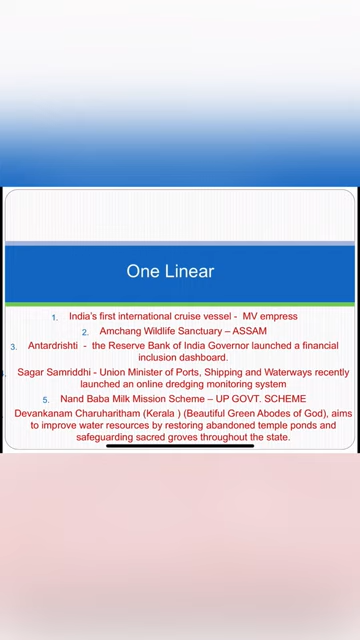 One Linear
1. India's first international cruise vessel - MV empress
2. Amchang Wildlife Sanctuary – ASSAM
3. Antardrishti - the Reserve Bank of India Governor launched a financial
inclusion dashboard.
Sagar Samriddhi - Union Minister of Ports, Shipping and Waterways recently
launched an online dredging monitoring system
5. Nand Baba Milk Mission Scheme – UP GOVT. SCHEME
Devankanam Charuharitham (Kerala ) (Beautiful Green Abodes of God), aims
to improve water resources by restoring abandoned temple ponds and
safeguarding sacred groves throughout the state.